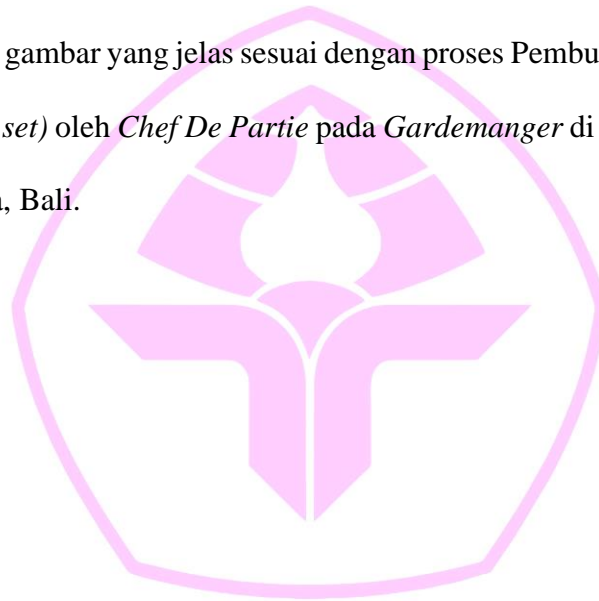 gambar yang jelas sesuai dengan proses Pembu
set) oleh Chef De Partie pada Gardemanger di
, Bali.